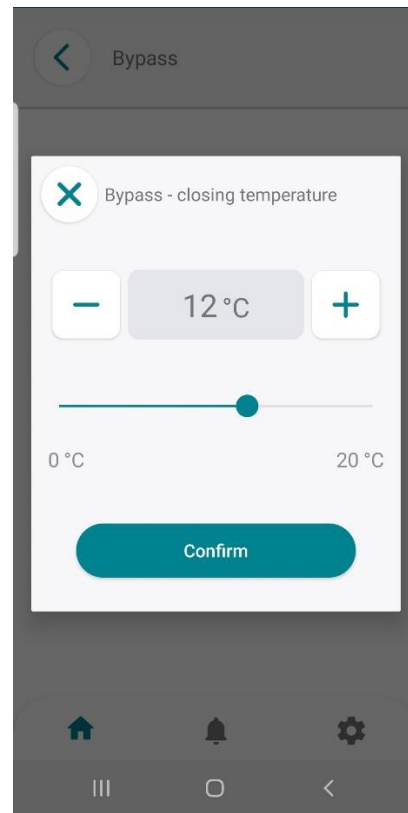 Bypass
Bypass - closing temperature
12 °C
0 °C
20 °C
Confirm